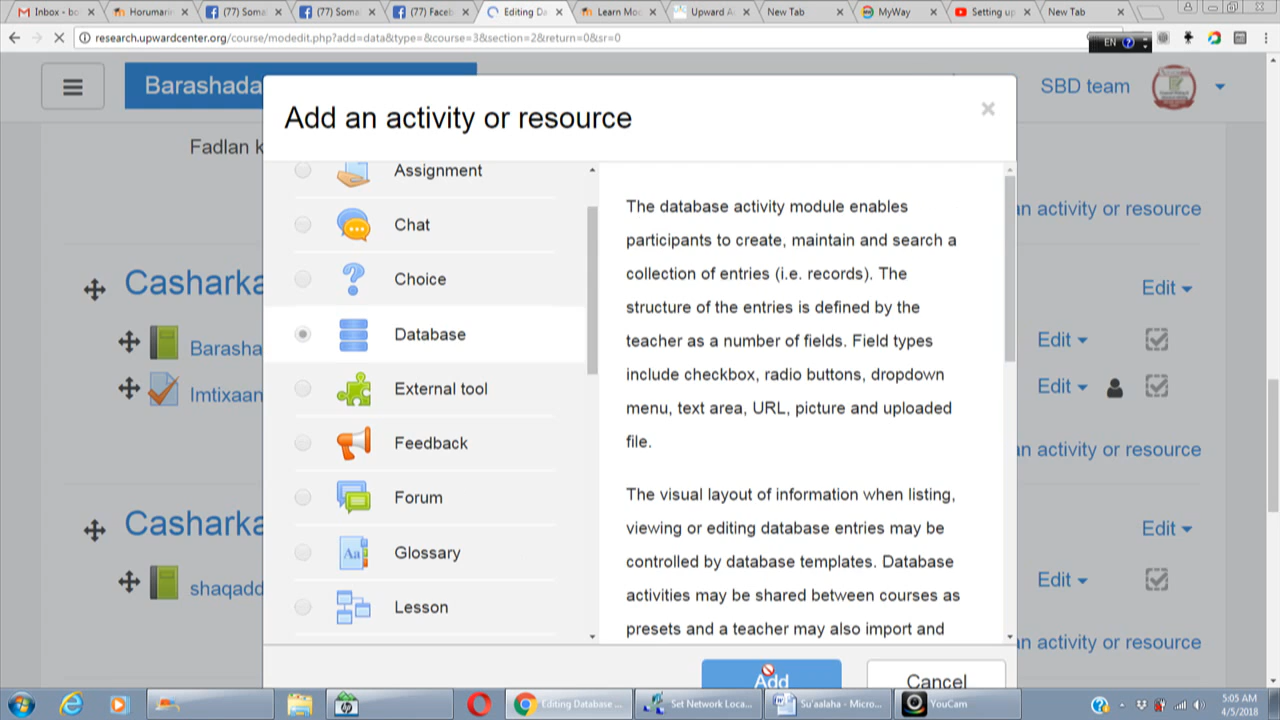 Inbox - bo
Horumarin
(77) Somal
(77) Somal
(77) Faceb
Editing Da
Learn Moo
Upward A
New Tab
MyWay
Setting up
New Tab
research.upwardcenter.org/course/modedit.php?add=data&type=&course=3&section=2&return=0&sr=0
EN
Barashada
SBD team
Add an activity or resource
×
Fadlan k
Assignment
Chat
Choice
Database
External tool
Feedback
Forum
Glossary
Lesson
The database activity module enables
participants to create, maintain and search a
collection of entries (i.e. records). The
structure of the entries is defined by the
teacher as a number of fields. Field types
include checkbox, radio buttons, dropdown
menu, text area, URL, picture and uploaded
file.
The visual layout of information when listing,
viewing or editing database entries may be
controlled by database templates. Database
activities may be shared between courses as
presets and a teacher may also import and
Add
Cancel
an activity or resource
Casharka
Edit
Barasha
Edit
Imtixaan
Edit
an activity or resource
Casharka
Edit
shaqadd
Edit
an activity or resource
Editing Database ...
Set Network Loca...
Su'aalaha - Micro...
YouCam
5:05 AM
4/5/2018